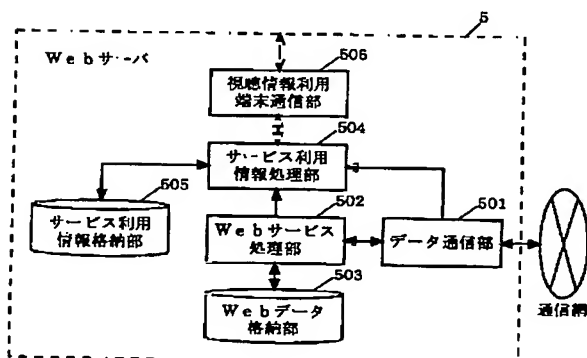 5
Webサーバ
506
視聴情報利用
端末通信部
504
サービス利用
情報処理部
505
サービス利用
情報格納部
502
Webサービス
処理部
501
データ通信部
503
Webデータ
格納部
通信網